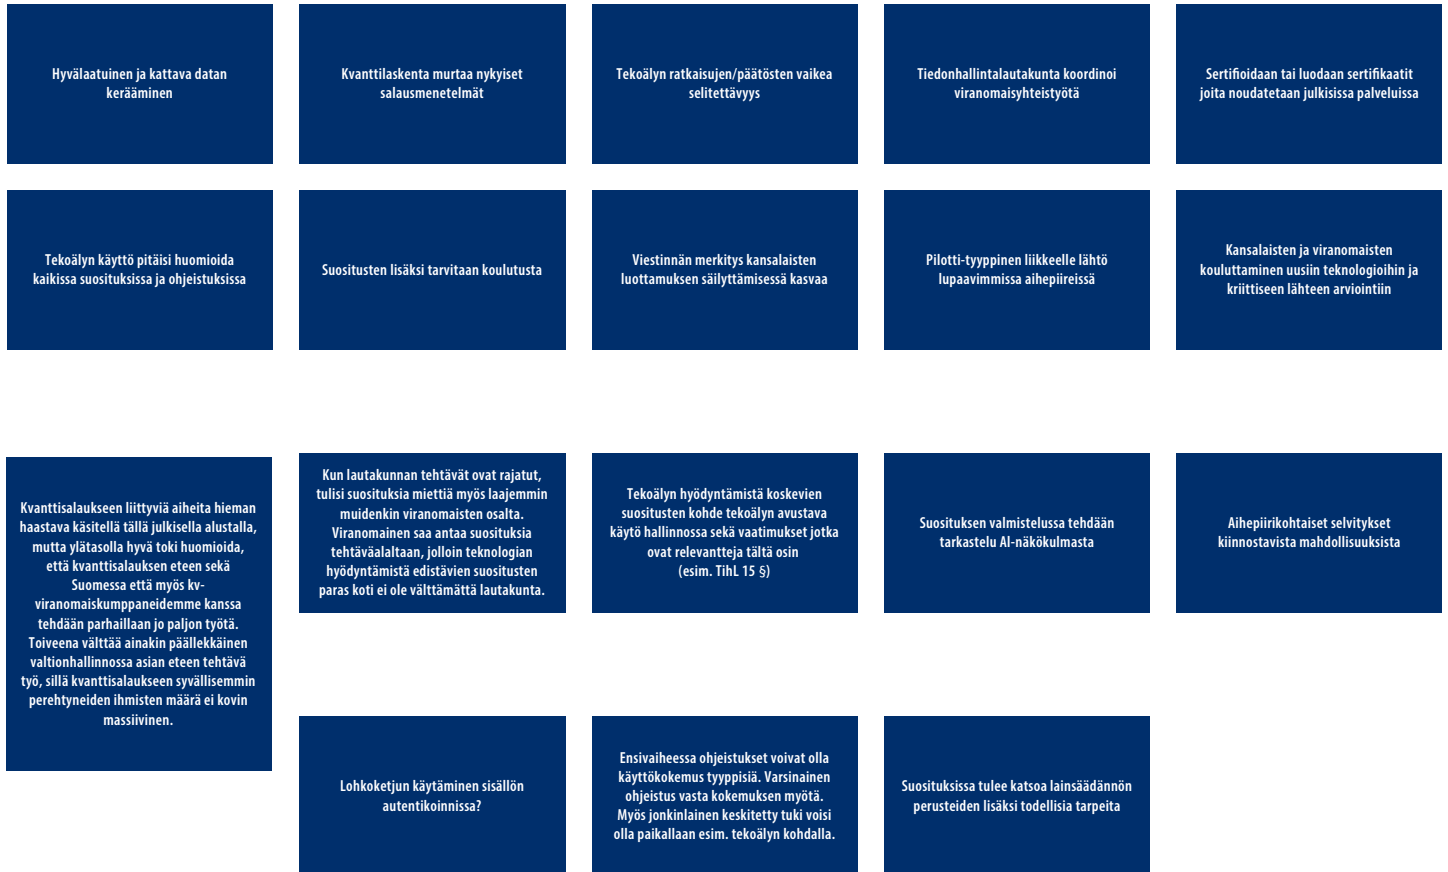 Hyvälaatuinen ja kattava datan
kerääminen
Kvanttilaskenta murtaa nykyiset
salausmenetelmät
Tekoälyn ratkaisujen/päätösten vaikea
selitettävyys
Tiedonhallintalautakunta koordinoi
viranomaisyhteistyötä
Sertifioidaan tai luodaan sertifikaatit
joita noudatetaan julkisissa palveluissa
Tekoälyn käyttö pitäisi huomioida
kaikissa suosituksissa ja ohjeistuksissa
Suositusten lisäksi tarvitaan koulutusta
Viestinnän merkitys kansalaisten
luottamuksen säilyttämisessä kasvaa
Pilotti-tyyppinen liikkeelle lähtö
lupaavimmissa aihepiireissä
Kansalaisten ja viranomaisten
kouluttaminen uusiin teknologioihin ja
kriittiseen lähteen arviointiin
Kvanttisalaukseen liittyviä aiheita hieman
haastava käsitellä tällä julkisella alustalla,
mutta ylätasolla hyvä toki huomioida,
että kvanttisalauksen eteen sekä
Suomessa että myös kv-
viranomaiskumppaneidemme kanssa
tehdään parhaillaan jo paljon työtä.
Toiveena välttää ainakin päällekkäinen
valtionhallinnossa asian eteen tehtävä
työ, sillä kvanttisalaukseen syvällisemmin
perehtyneiden ihmisten määrä ei kovin
massiivinen.
Kun lautakunnan tehtävät ovat rajatut,
tulisi suosituksia miettiä myös laajemmin
muidenkin viranomaisten osalta.
Viranomainen saa antaa suosituksia
tehtäväalaltaan, jolloin teknologian
hyödyntämistä edistävien suositusten
paras koti ei ole välttämättä lautakunta.
Tekoälyn hyödyntämistä koskevien
suositusten kohde tekoälyn avustava
käytö hallinnossa sekä vaatimukset jotka
ovat relevantteja tältä osin
(esim. TihL 15 §)
Suosituksen valmistelussa tehdään
tarkastelu AI-näkökulmasta
Aihepiirikohtaiset selvitykset
kiinnostavista mahdollisuuksista
Lohkoketjun käytäminen sisällön
autentikoinnissa?
Ensivaiheessa ohjeistukset voivat olla
käyttökokemus tyyppisiä. Varsinainen
ohjeistus vasta kokemuksen myötä.
Myös jonkinlainen keskitetty tuki voisi
olla paikallaan esim. tekoälyn kohdalla.
Suosituksissa tulee katsoa lainsäädännön
perusteiden lisäksi todellisia tarpeita